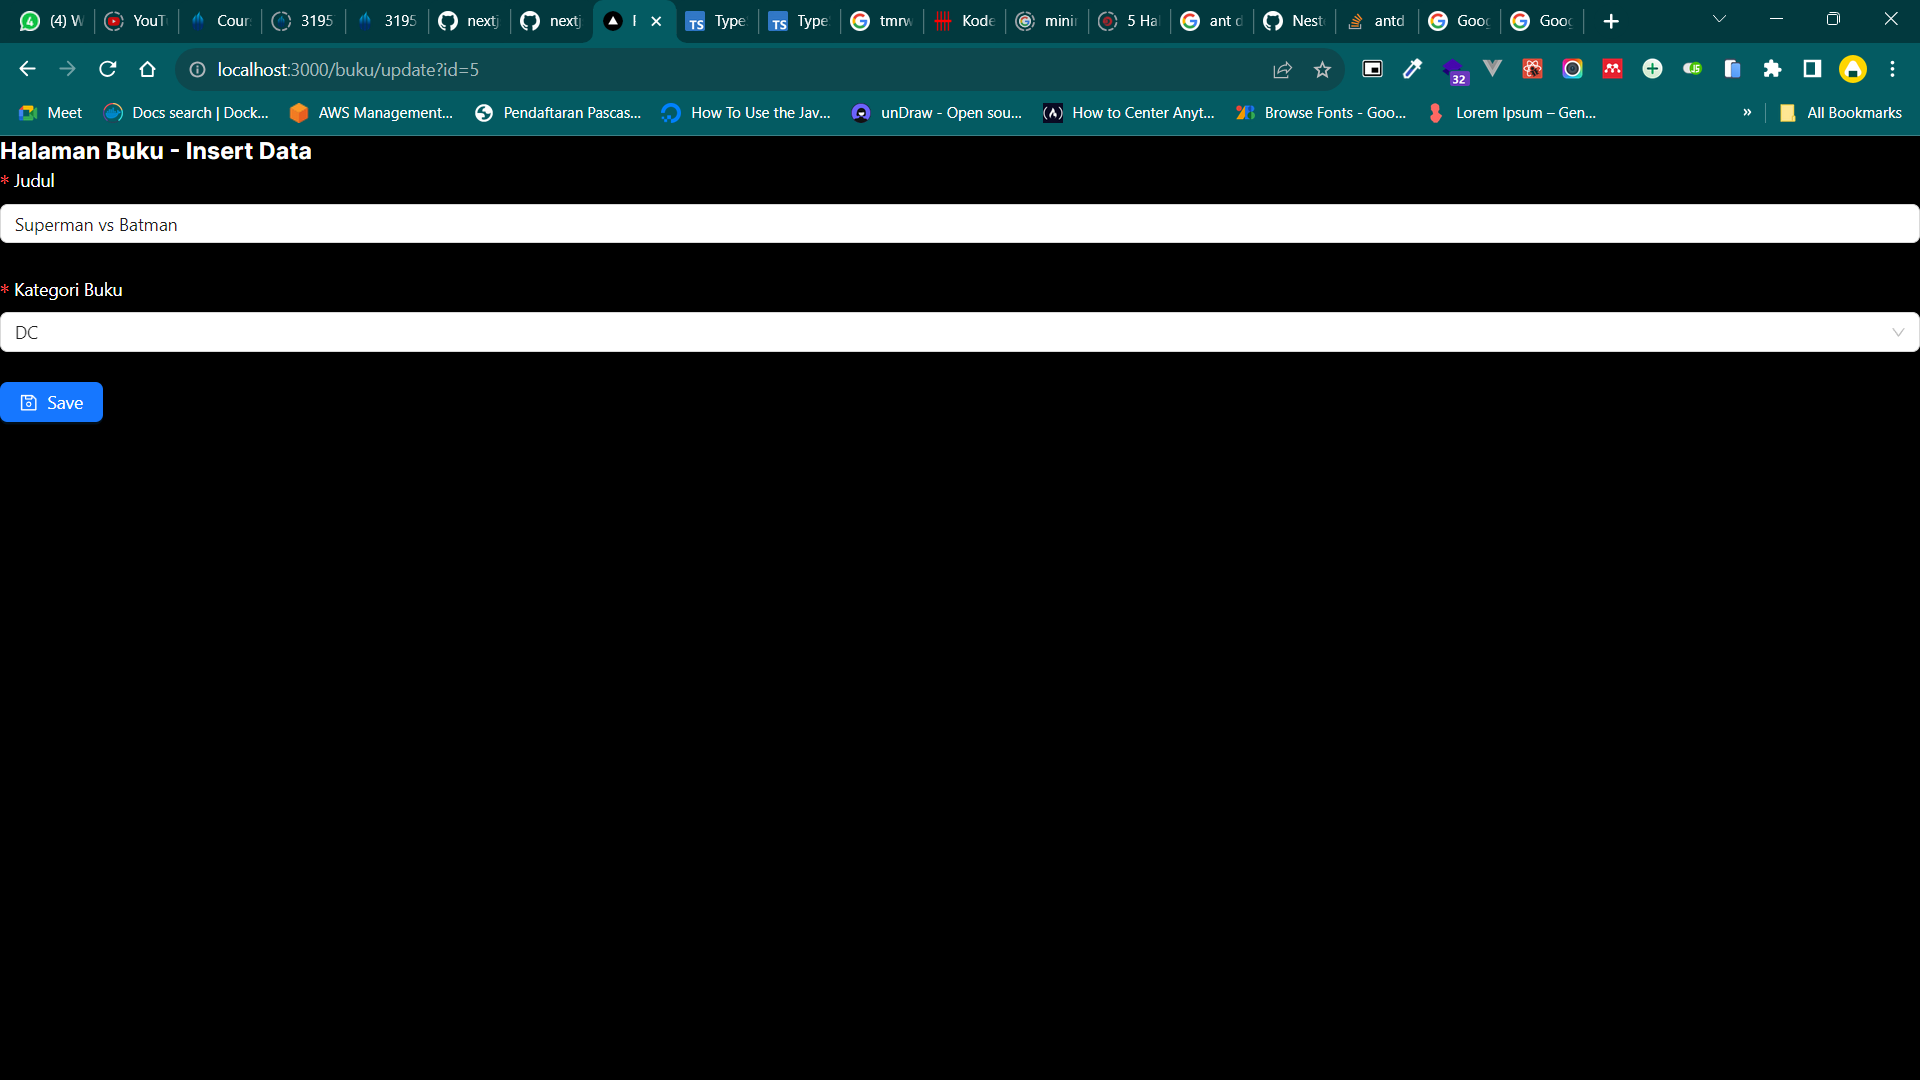 (4) W
YouT
Cour
3195
3195
nextj
nextj
TS Type
TS Type
tmrw
Kode
mini
5 Hal
ant d
Nest
antd
Goog
Goog
localhost:3000/buku/update?id=5
32
Meet
Docs search | Dock...
AWS Management...
Pendaftaran Pascas...
How To Use the Jav...
unDraw - Open sou...
How to Center Anyt...
Browse Fonts - Goo...
Lorem Ipsum – Gen...
»
All Bookmarks
Halaman Buku - Insert Data
* Judul
Superman vs Batman
* Kategori Buku
DC
Save